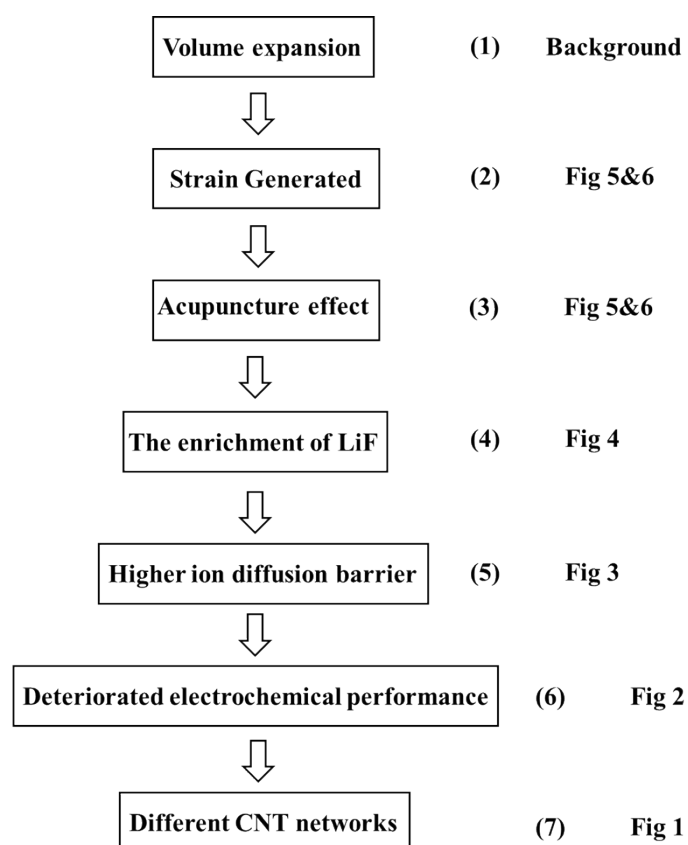 Volume expansion (1) Background
Strain Generated (2) Fig 5&6
Acupuncture effect (3) Fig 5&6
The enrichment of LiF (4) Fig 4
Higher ion diffusion barrier (5) Fig 3
Deteriorated electrochemical performance (6) Fig 2
Different CNT networks (7) Fig 1